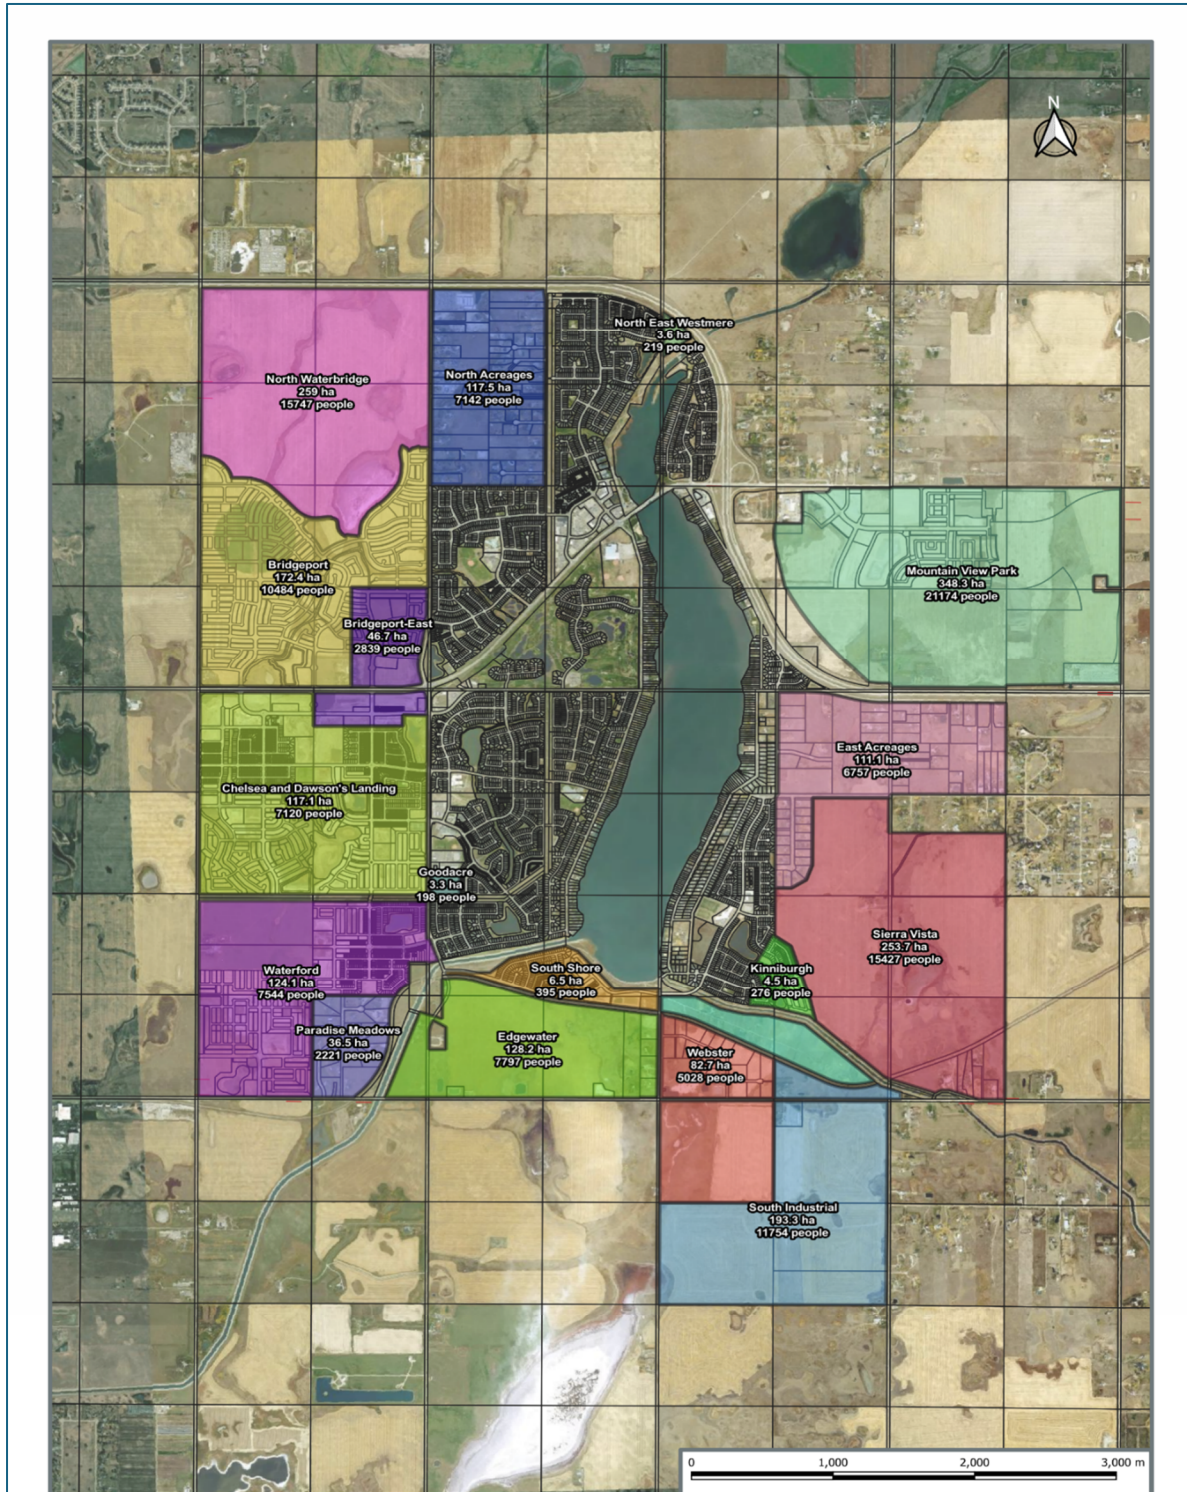 N
North East Westmere
3.6 ha
219 people
North Waterbridge
259 ha
15747 people
North Acreages
117.5 ha
7142 people
Bridgeport
172.4 ha
10484 people
Mountain View Park
348.3 ha
21174 people
Bridgeport-East
46.7 ha
2839 people
East Acreages
111.1 ha
6757 people
Chelsea and Dawson's Landing
117.1 ha
7120 people
Goodacre
3.3 ha
198 people
Sierra Vista
253.7 ha
15427 people
Waterford
124.1 ha
7544 people
South Shore
6.5 ha
395 people
Kinniburgh
4.5 ha
276 people
Paradise Meadows
36.5 ha
2221 people
Edgewater
128.2 ha
7797 people
Webster
82.7 ha
5028 people
South Industrial
193.3 ha
11754 people
0 1,000 2,000 3,000 m